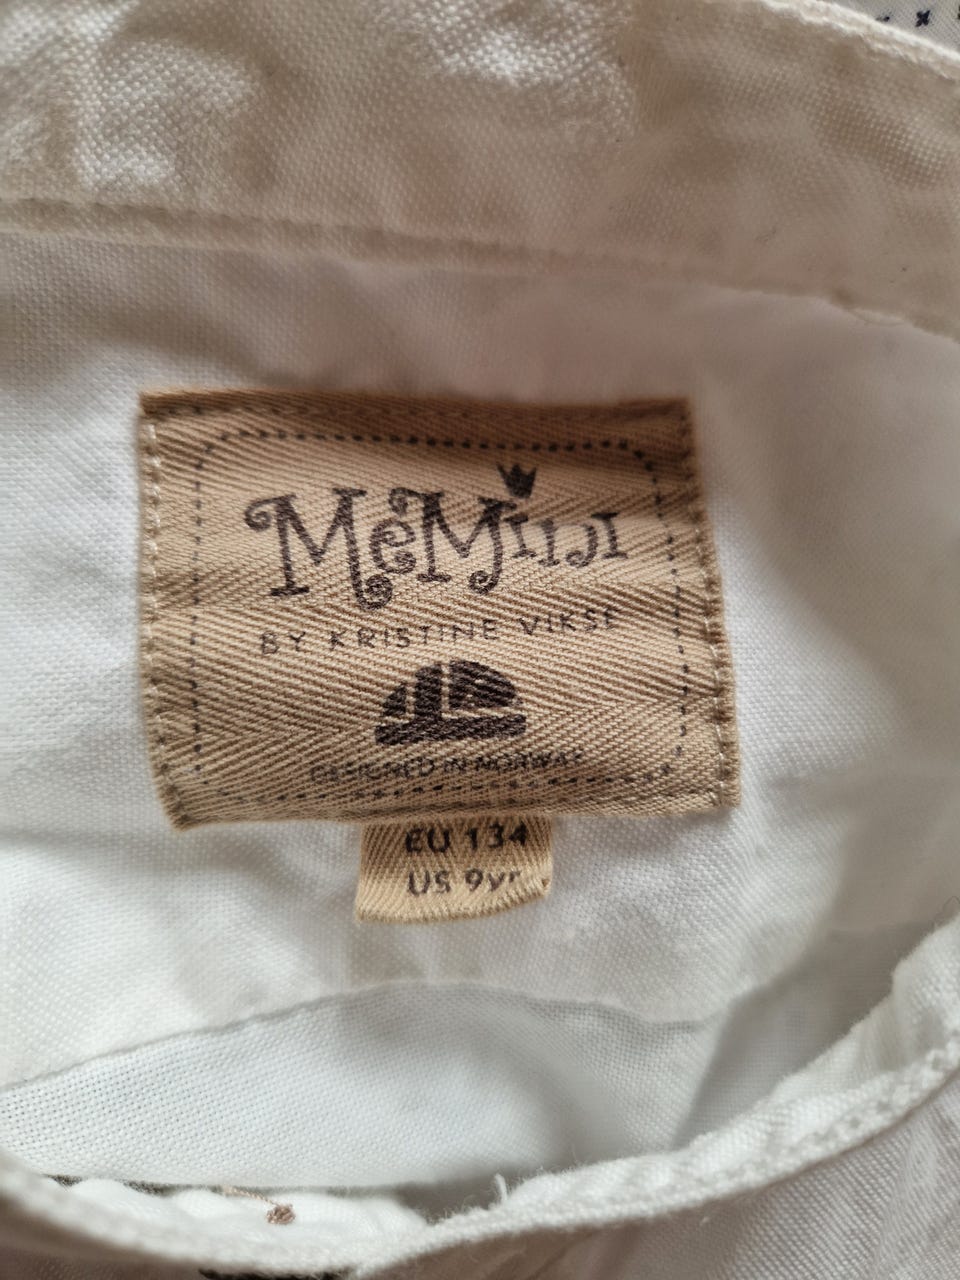 MeMini
BY KRISTINE VIKSE
DESIGNED IN NORWAY
EU 134
US 9yr